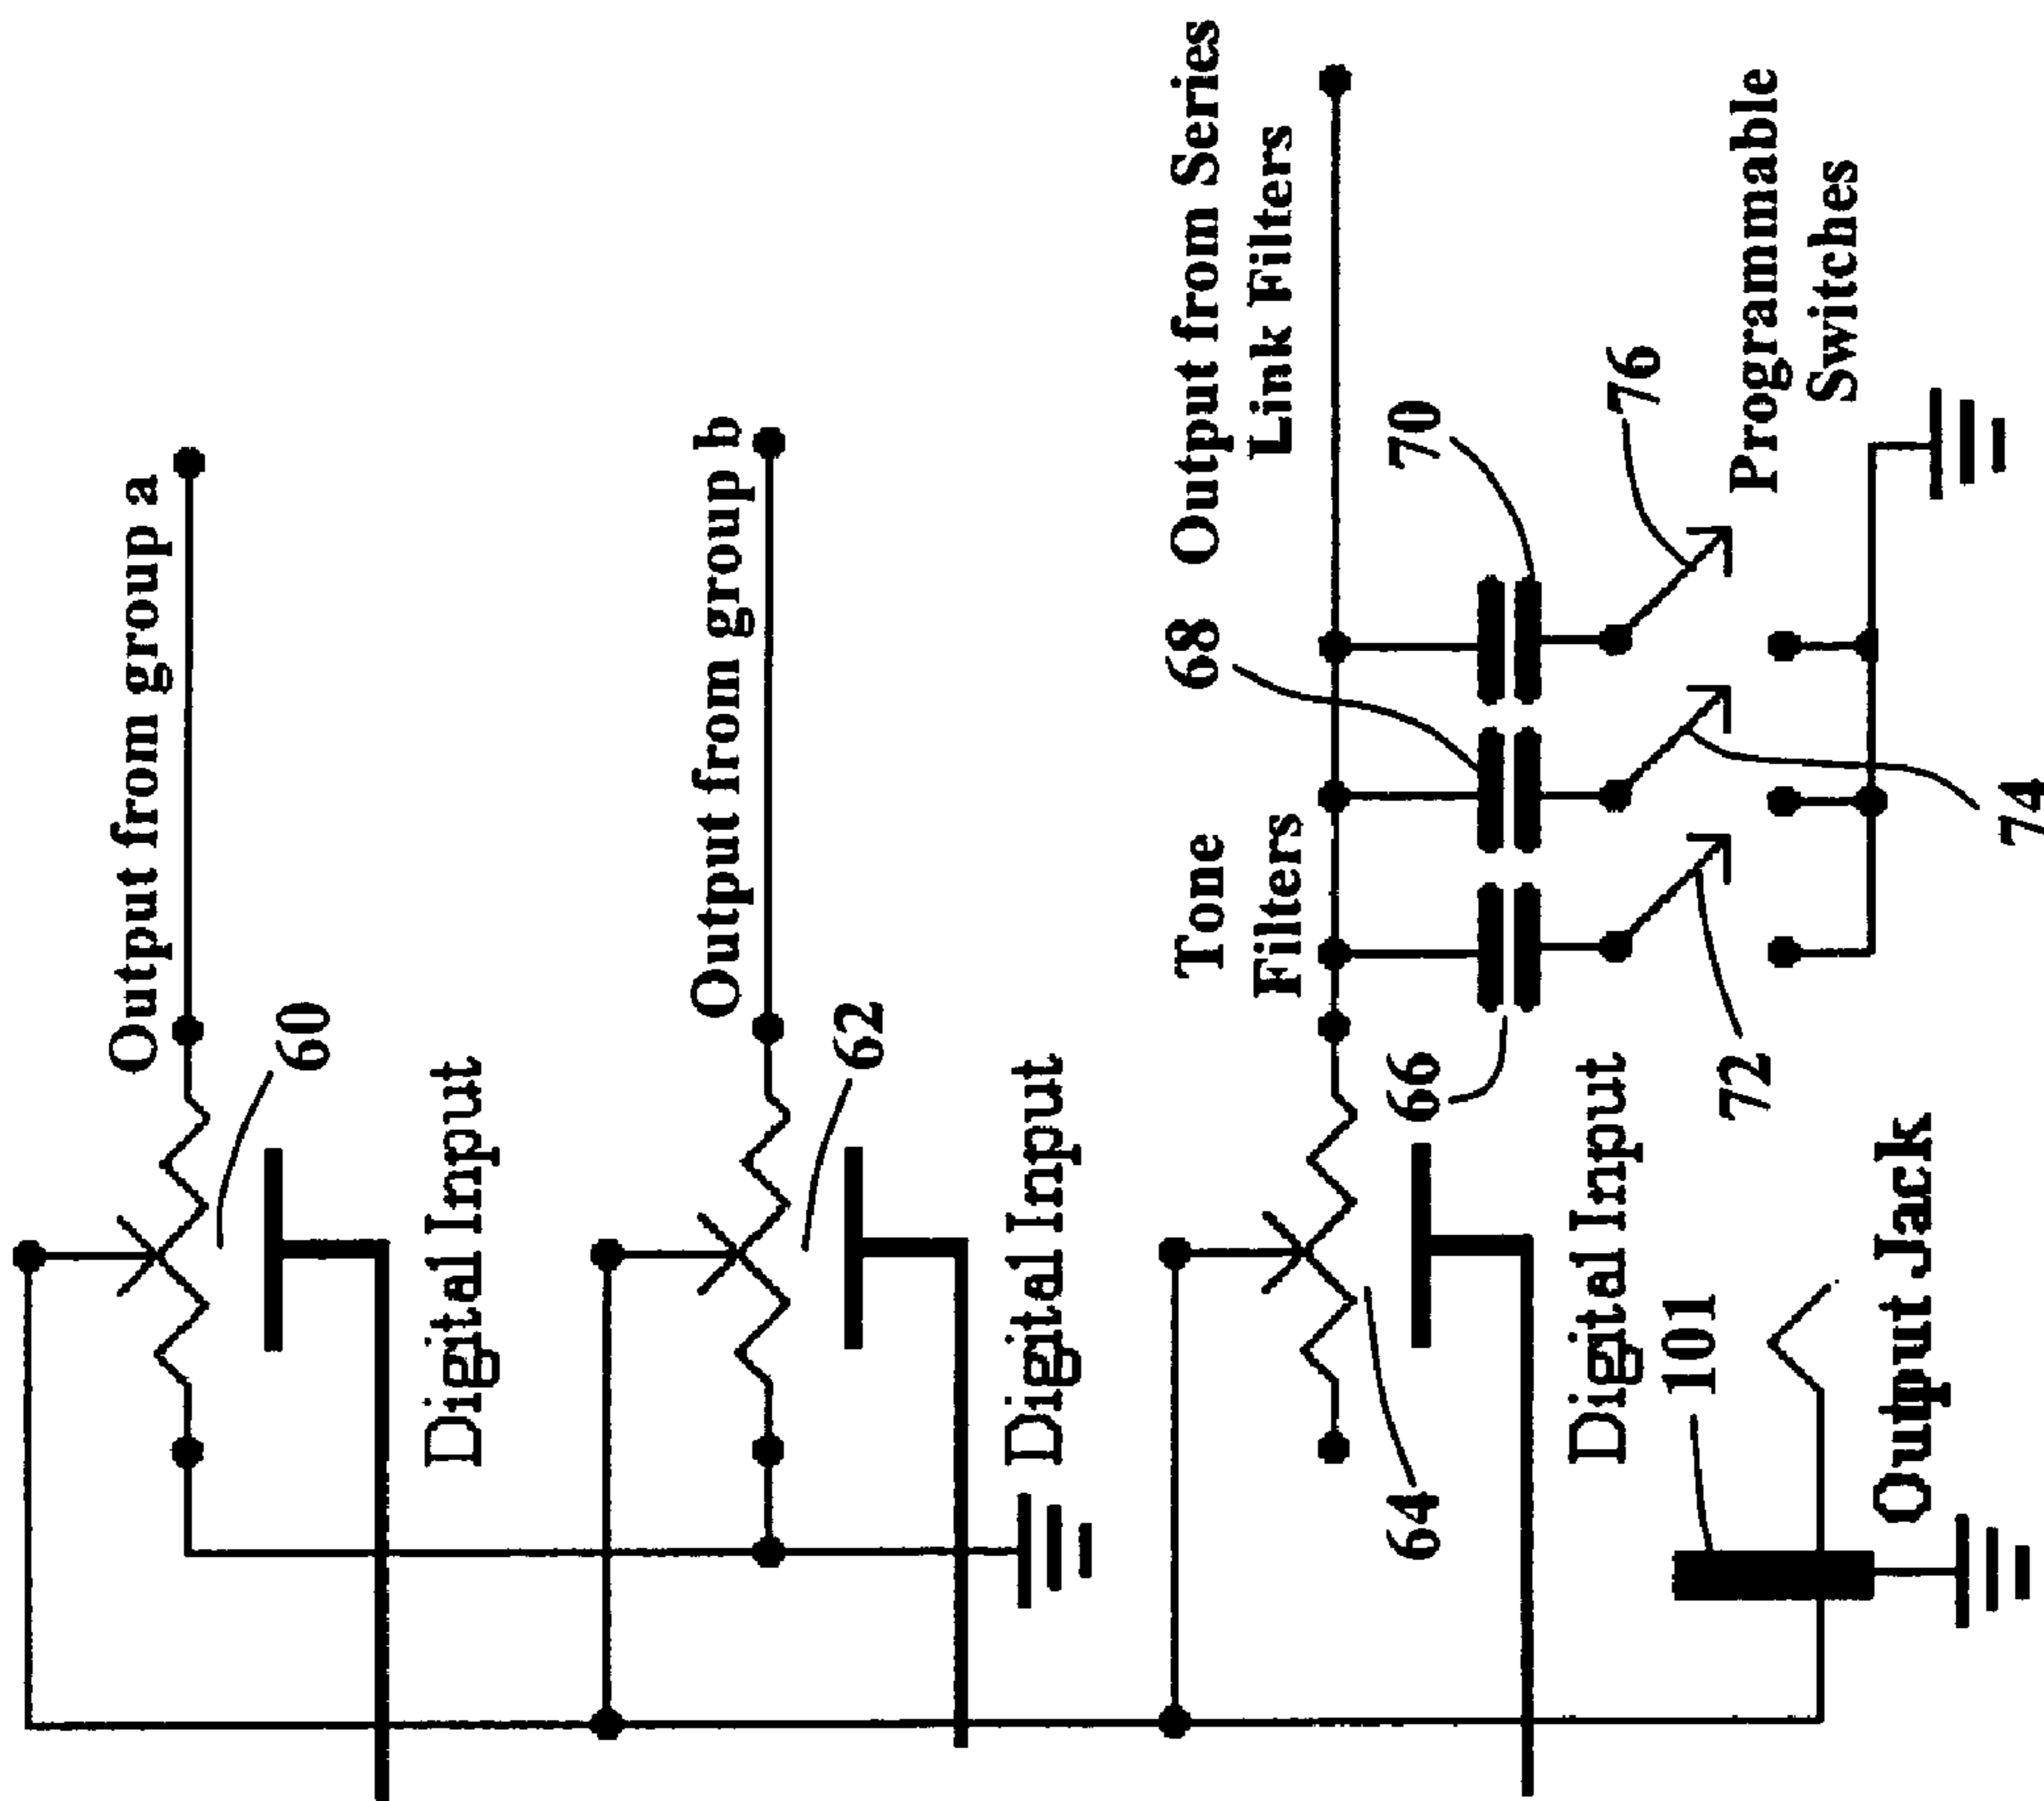 Output from group a
60
Digital Input
Output from group b
62
Digital Input
Tone
Filters
68
Output from Series
Link Filters
64
66
70
Digital Input
101
72
76
Programmable
Switches
Output Jack
74